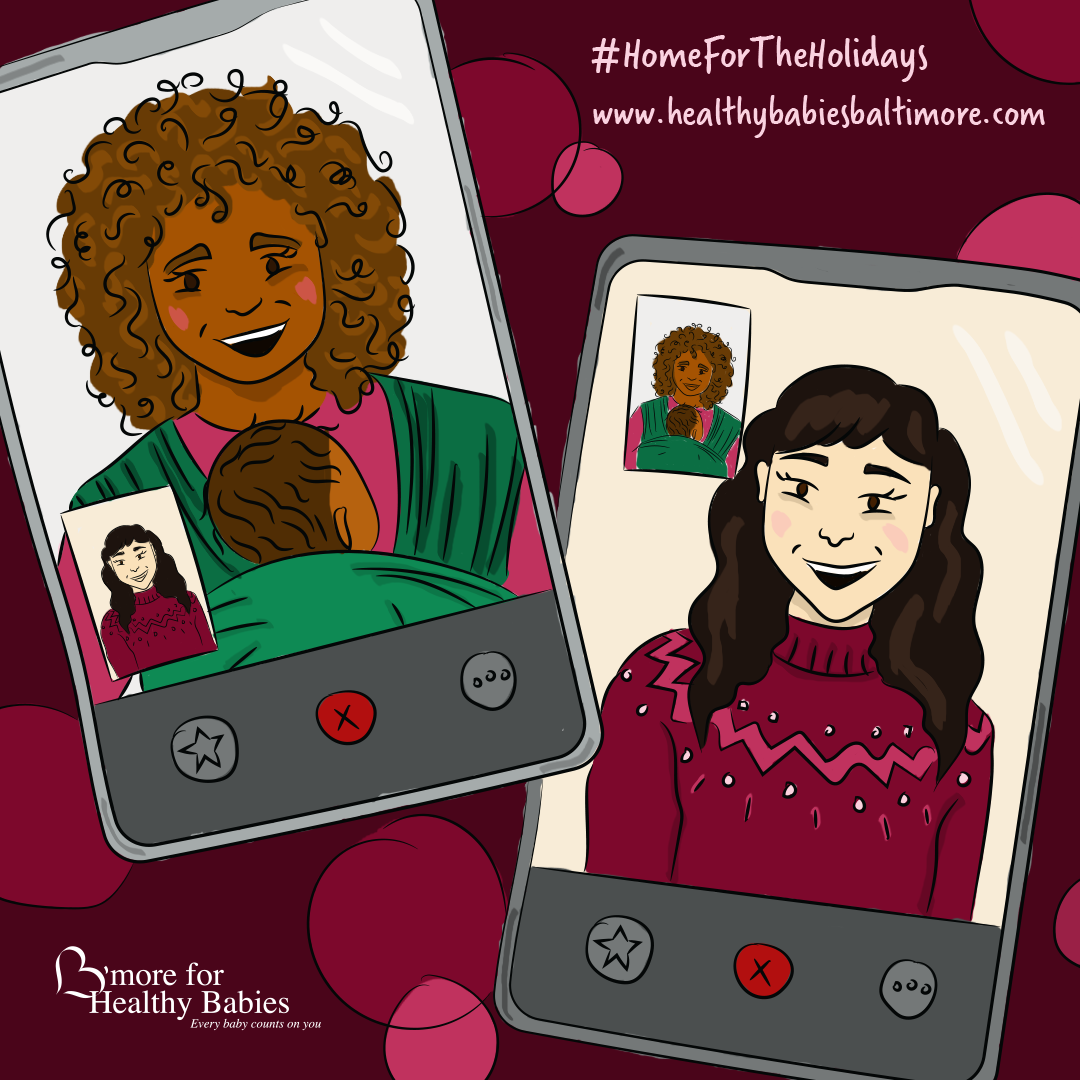 #HomeForTheHolidays
www.healthybabiesbaltimore.com
B'more for
Healthy Babies
Every baby counts on you